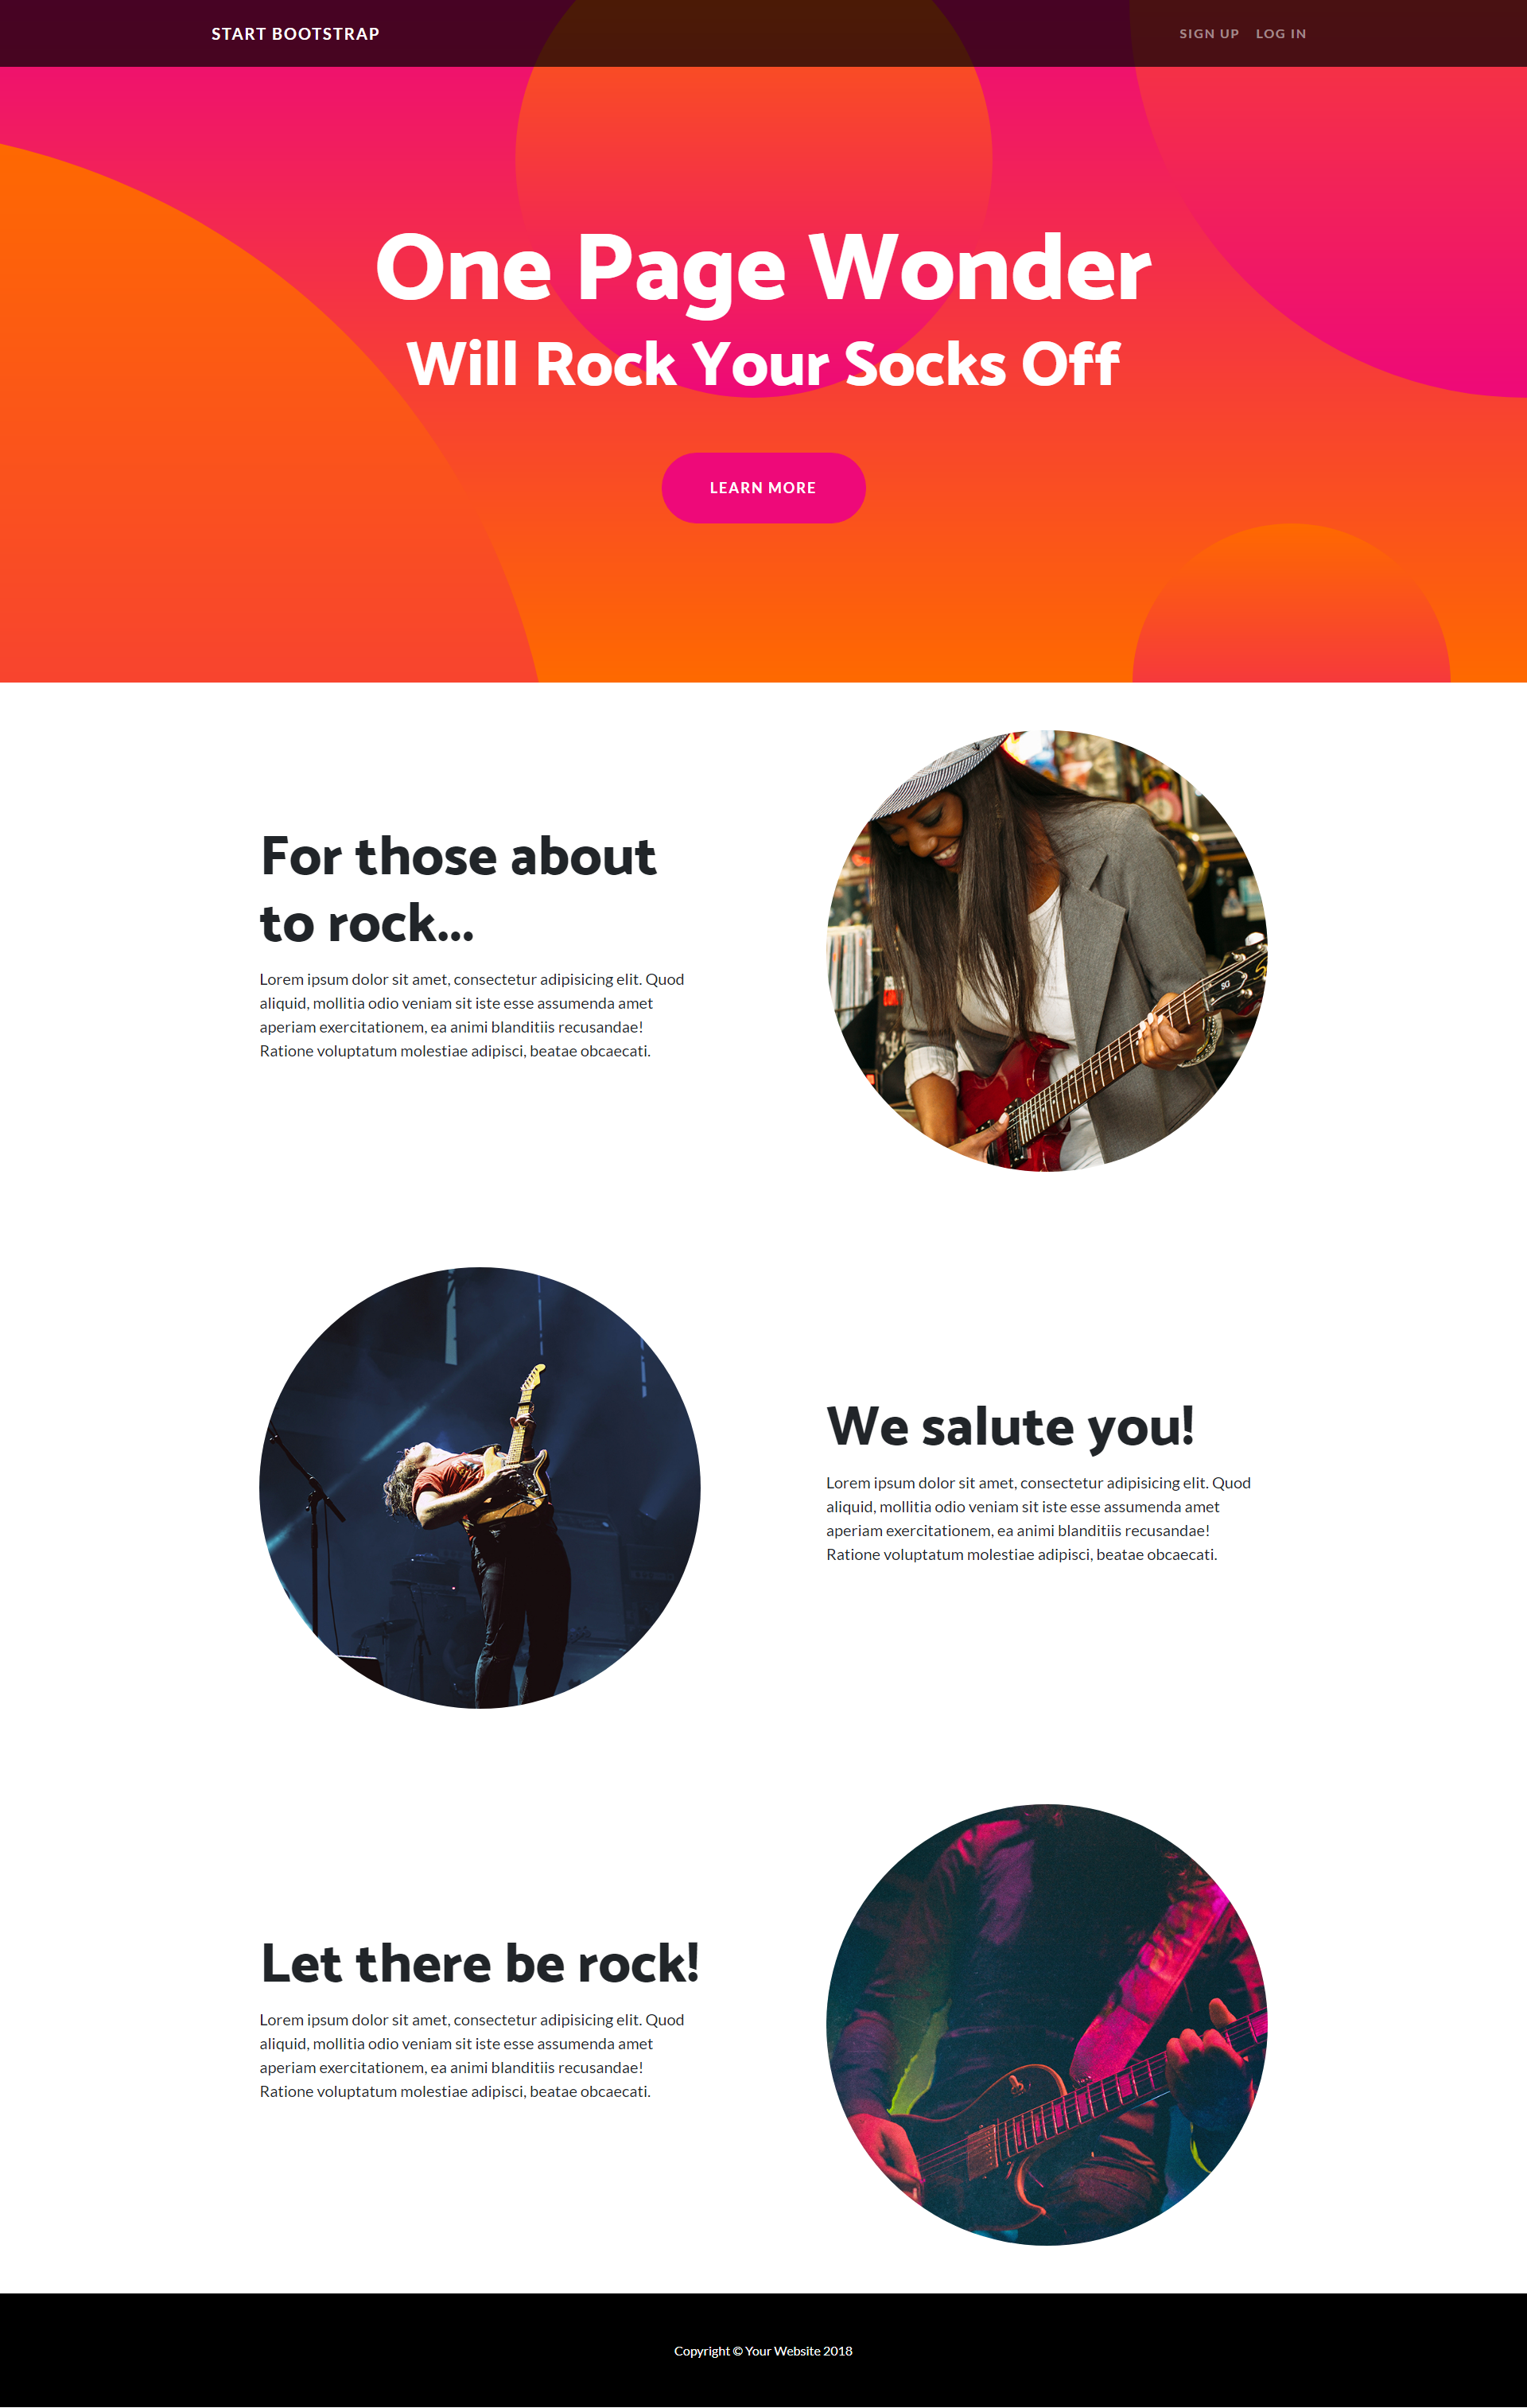 START BOOTSTRAP
SIGN UP LOG IN
One Page Wonder
Will Rock Your Socks Off
LEARN MORE
For those about
to rock...
Lorem ipsum dolor sit amet, consectetur adipisicing elit. Quod
aliquid, mollitia odio veniam sit iste esse assumenda amet
aperiam exercitationem, ea animi blanditiis recusandae!
Ratione voluptatum molestiae adipisci, beatae obcaecati.
SG
We salute you!
Lorem ipsum dolor sit amet, consectetur adipisicing elit. Quod
aliquid, mollitia odio veniam sit iste esse assumenda amet
aperiam exercitationem, ea animi blanditiis recusandae!
Ratione voluptatum molestiae adipisci, beatae obcaecati.
Let there be rock!
Lorem ipsum dolor sit amet, consectetur adipisicing elit. Quod
aliquid, mollitia odio veniam sit iste esse assumenda amet
aperiam exercitationem, ea animi blanditiis recusandae!
Ratione voluptatum molestiae adipisci, beatae obcaecati.
Copyright © Your Website 2018